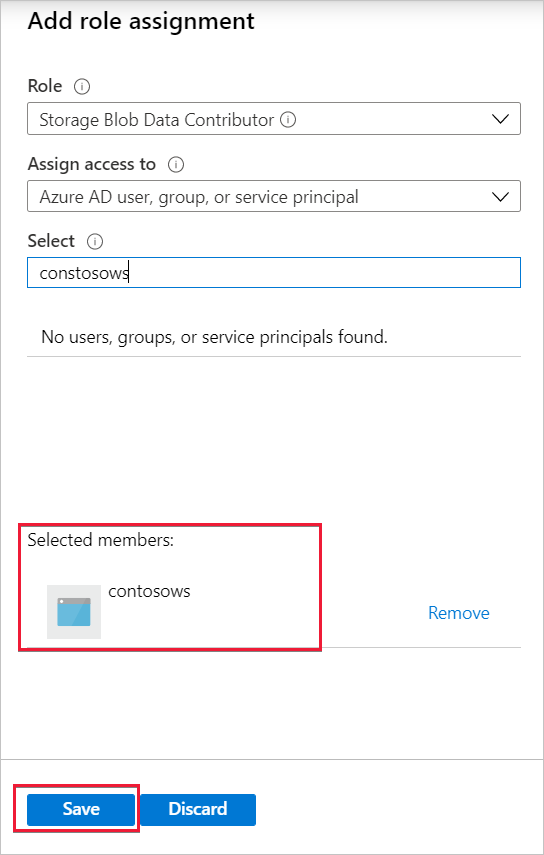 Add role assignment
Role
Storage Blob Data Contributor
Assign access to
Azure AD user, group, or service principal
Select
constosows
No users, groups, or service principals found.
Selected members:
contosows
Remove
Save Discard